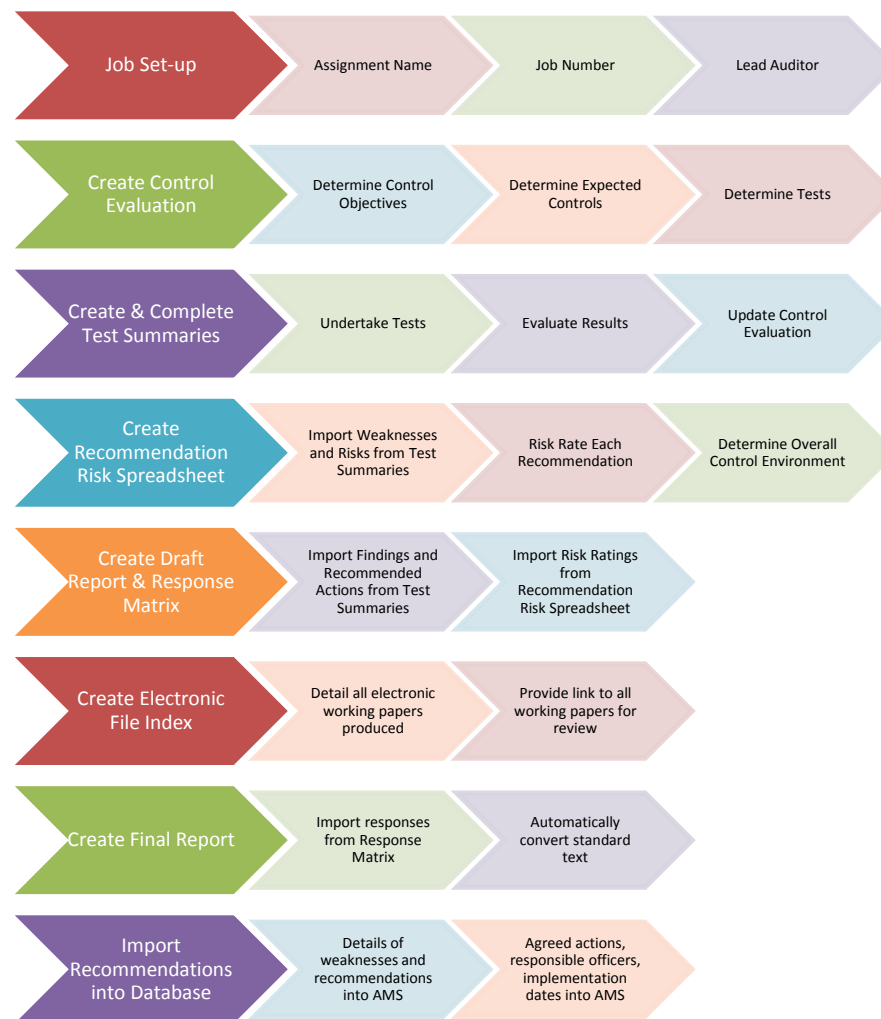 Job Set-up
Assignment Name
Job Number
Lead Auditor
Create Control
Evaluation
Determine Control
Objectives
Determine Expected
Controls
Determine Tests
Create & Complete
Test Summaries
Undertake Tests
Evaluate Results
Update Control
Evaluation
Create
Recommendation
Risk Spreadsheet
Import Weaknesses
and Risks from Test
Summaries
Risk Rate Each
Recommendation
Determine Overall
Control Environment
Create Draft
Report & Response
Matrix
Import Findings and
Recommended
Actions from Test
Summaries
Import Risk Ratings
from
Recommendation
Risk Spreadsheet
Create Electronic
File Index
Detail all electronic
working papers
produced
Provide link to all
working papers for
review
Create Final Report
Import responses
from Response
Matrix
Automatically
convert standard
text
Import
Recommendations
into Database
Details of
weaknesses and
recommendations
into AMS
Agreed actions,
responsible officers,
implementation
dates into AMS